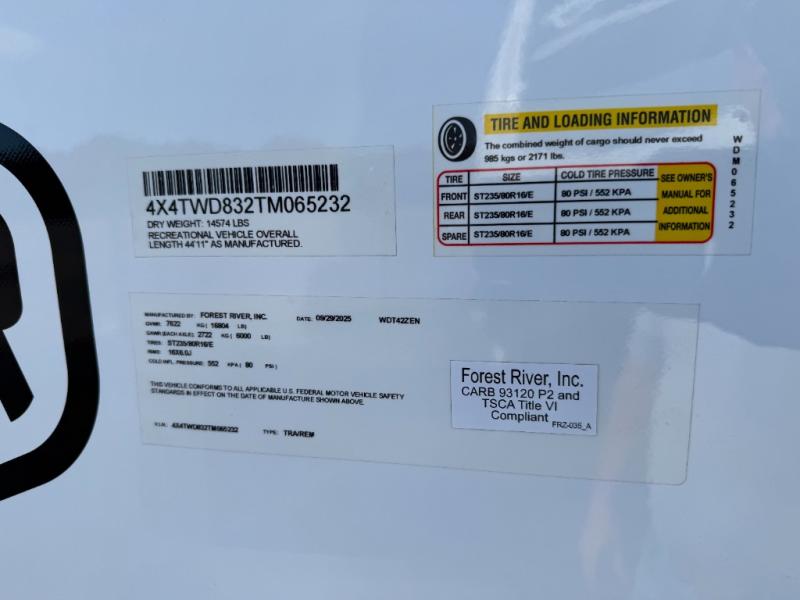 4X4TWD832TM065232
DRY WEIGHT: 14574 LBS
RECREATIONAL VEHICLE OVERALL
LENGTH 44'11" AS MANUFACTURED.
TIRE AND LOADING INFORMATION
The combined weight of cargo should never exceed
985 kgs or 2171 lbs.
TIRE SIZE COLD TIRE PRESSURE
FRONT ST235/80R16/E 80 PSI / 552 KPA
REAR ST235/80R16/E 80 PSI / 552 KPA
SPARE ST235/80R16/E 80 PSI / 552 KPA
SEE OWNER'S
MANUAL FOR
ADDITIONAL
INFORMATION
WDM065232
MANUFACTURED BY: FOREST RIVER, INC. DATE: 09/29/2025 WDT42ZEN
GVWR: 7622 KG ( 16804 LB)
GAWR (EACH AXLE): 2722 KG ( 6000 LB)
TIRES: ST235/80R16/E
RIMS: 16X6.0J
COLD INFL. PRESSURE: 552 KPA ( 80 PSI )
THIS VEHICLE CONFORMS TO ALL APPLICABLE U.S. FEDERAL MOTOR VEHICLE SAFETY
STANDARDS IN EFFECT ON THE DATE OF MANUFACTURE SHOWN ABOVE.
V.I.N.: 4X4TWD832TM065232 TYPE: TRA/REM
Forest River, Inc.
CARB 93120 P2 and
TSCA Title VI
Compliant
FRZ-035_A
R